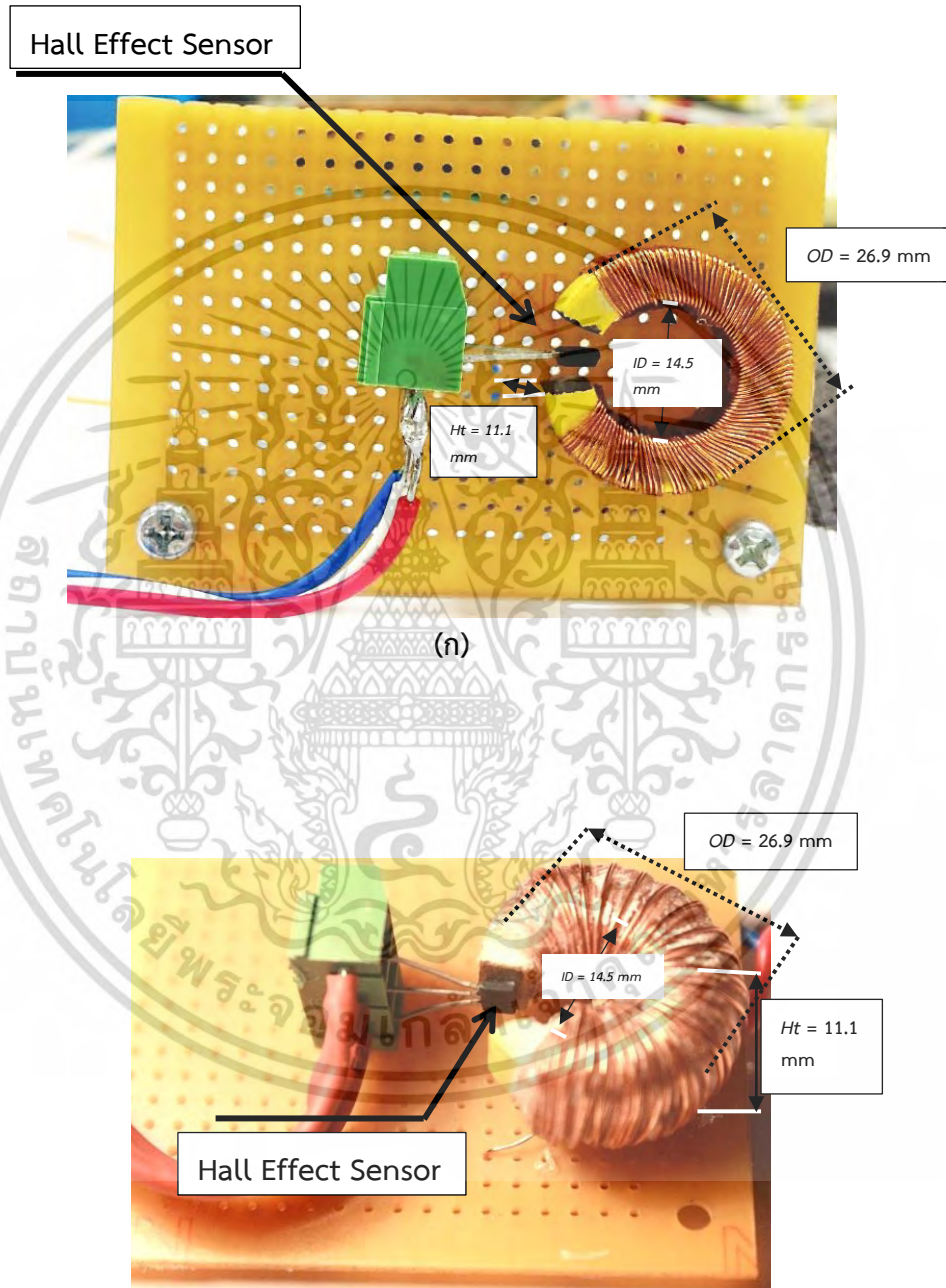 Hall Effect Sensor
OD = 26.9 mm
ID = 14.5
mm
Ht = 11.1
mm
(ก)
OD = 26.9 mm
ID = 14.5 mm
Ht = 11.1
mm
Hall Effect Sensor